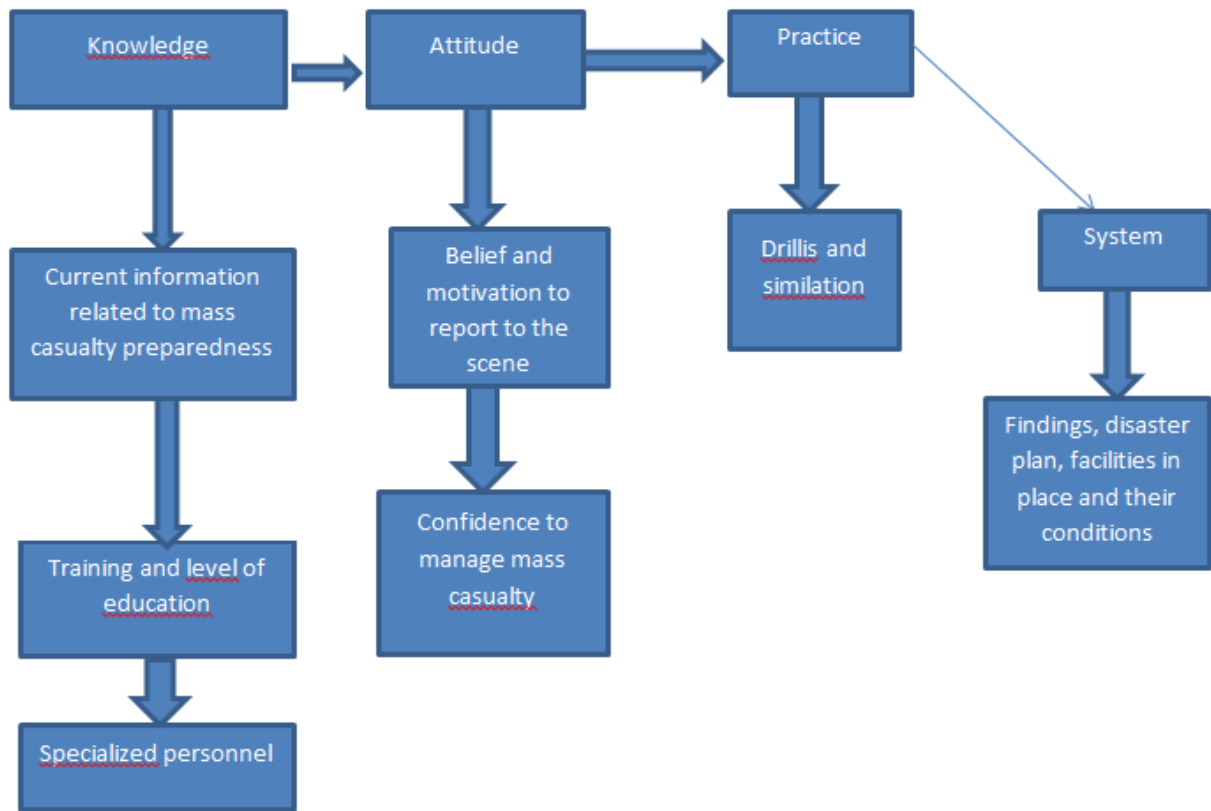 Knowledge
Attitude
Practice
System
Current information
related to mass
casualty preparedness
Belief and
motivation to
report to the
scene
Drillis and
similation
Findings, disaster
plan, facilities in
place and their
conditions
Training and level of
education
Confidence to
manage mass
casualty
Specialized personnel